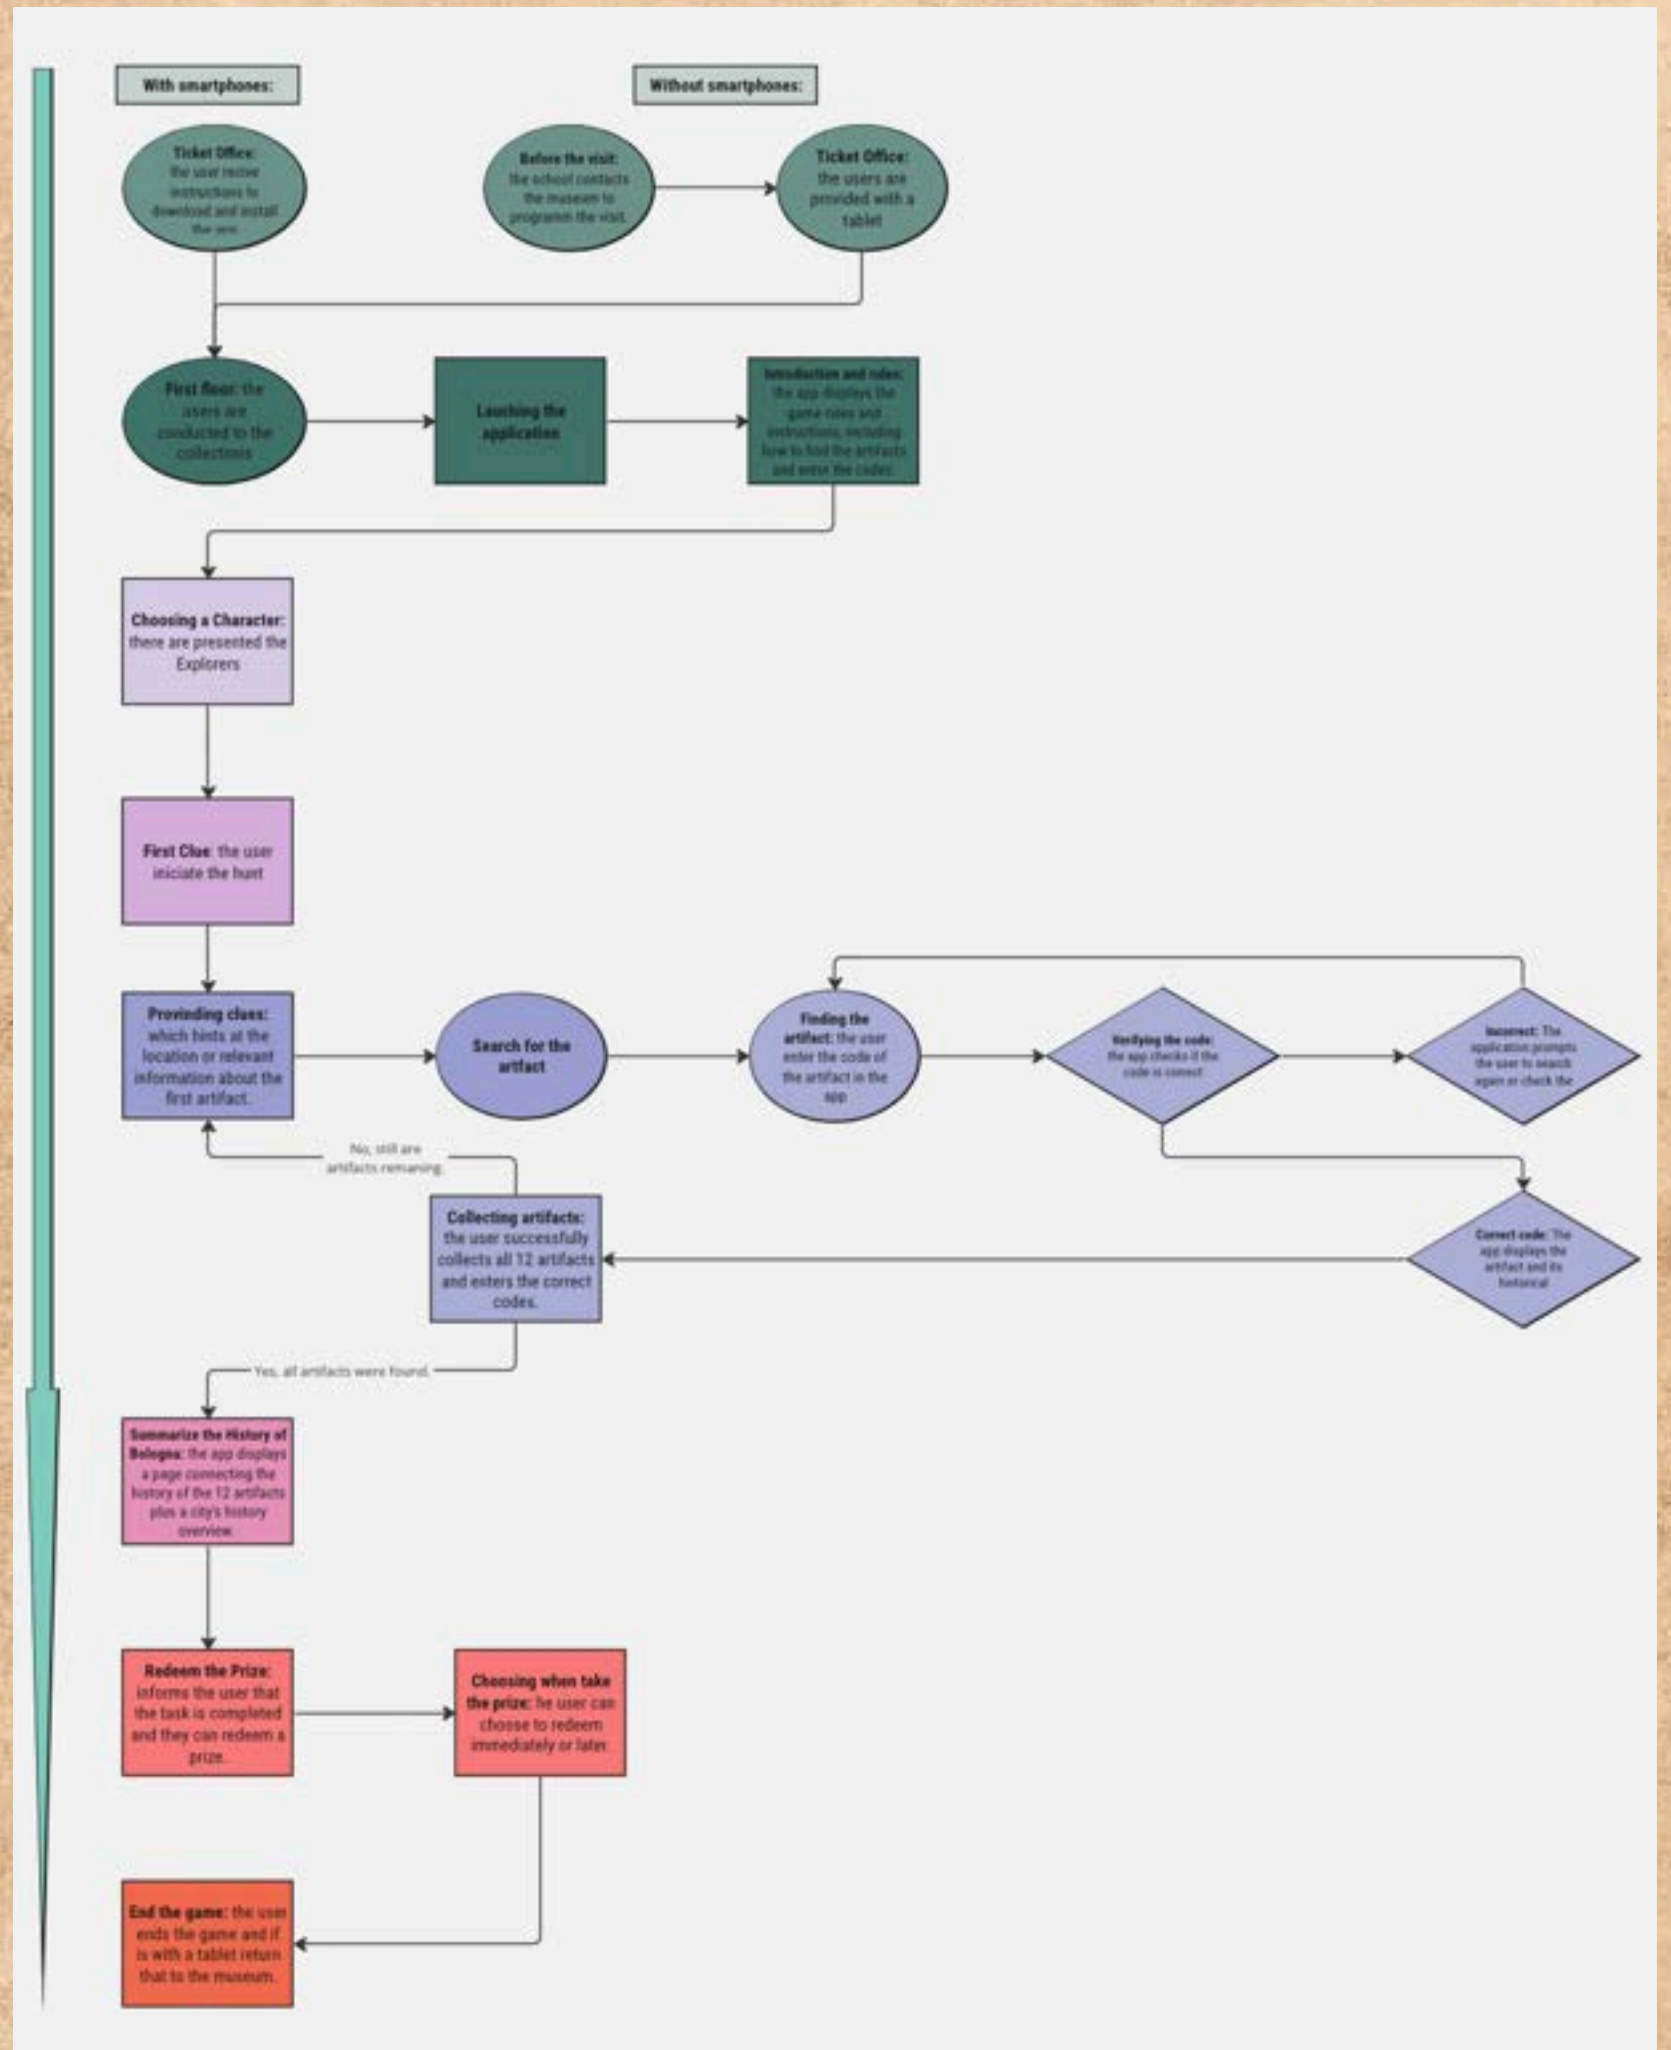 With smartphones:
Without smartphones:
Ticket Office:
the user recive
instructions to
download and install
the app
Before the visit:
the school contacts
the museum to
programm the visit.
Ticket Office:
the users are
provided with a
tablet
First floor: the
users are
conducted to the
collections
Lauching the
application
Introduction and rules:
the app displays the
game rules and
instructions, including
how to find the artifacts
and enter the codes.
Choosing a Character:
there are presented the
Explorers
First Clue: the user
iniciate the hunt
Provinding clues:
which hints at the
location or relevant
information about the
first artifact.
Search for the
artfact
Finding the
artifact: the user
enter the code of
the artifact in the
app
Verifying the code:
the app checks if the
code is correct
Incorrect: The
application prompts
the user to search
again or check the
No, still are
artifacts remaning.
Collecting artifacts:
the user successfully
collects all 12 artifacts
and enters the correct
codes.
Correct code: The
app displays the
artifact and its
historical
Yes, all artifacts were found.
Summarize the History of
Bologna: the app displays
a page connecting the
history of the 12 artifacts
plus a city's history
overview.
Redeem the Prize:
informs the user that
the task is completed
and they can redeem a
prize.
Choosing when take
the prize: he user can
choose to redeem
immediately or later.
End the game: the user
ends the game and if
is with a tablet return
that to the museum.